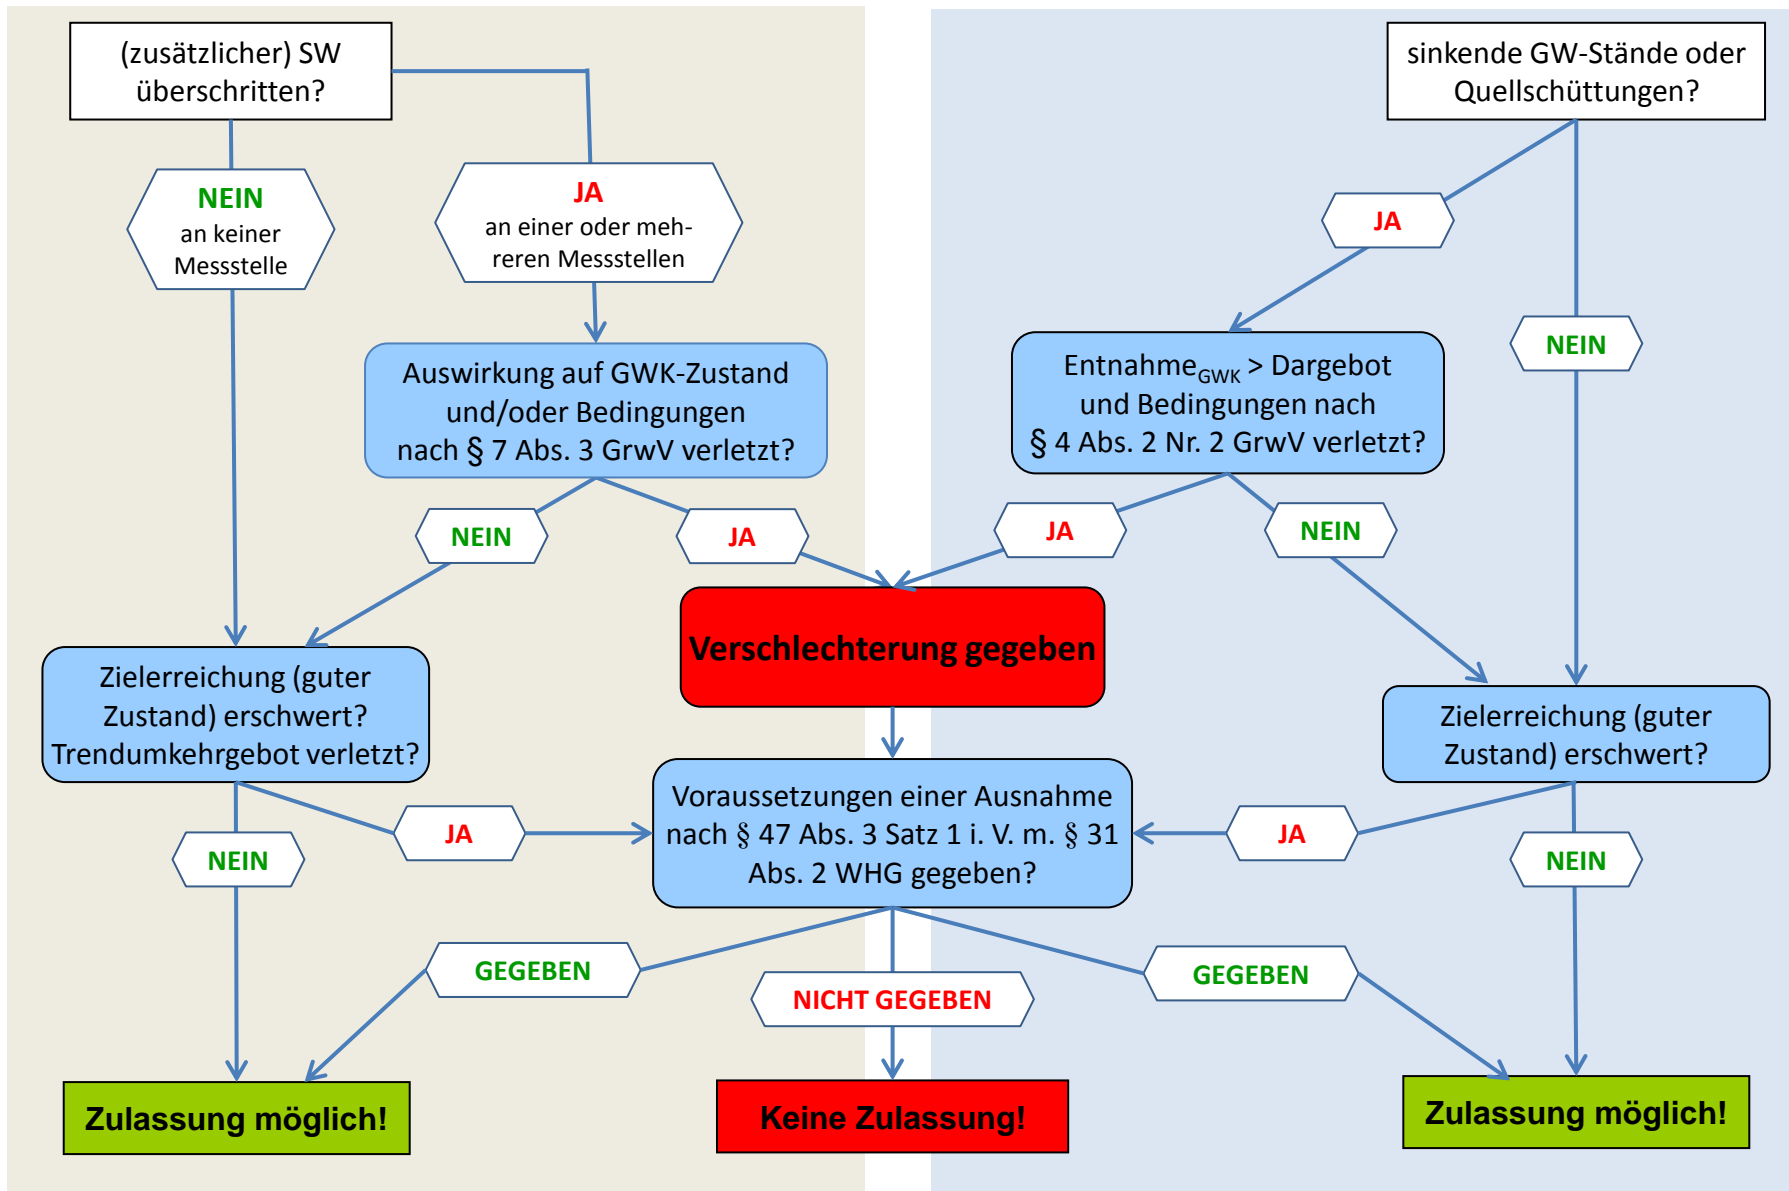 (zusätzlicher) SW
überschritten?
sinkende GW-Stände oder
Quellschüttungen?
NEIN
an keiner
Messstelle
JA
an einer oder meh-
reren Messstellen
JA
NEIN
Auswirkung auf GWK-Zustand
und/oder Bedingungen
nach § 7 Abs. 3 GrwV verletzt?
Entnahme GWK > Dargebot
und Bedingungen nach
§ 4 Abs. 2 Nr. 2 GrwV verletzt?
NEIN
JA
JA
NEIN
Verschlechterung gegeben
Zielerreichung (guter
Zustand) erschwert?
Trendumkehrgebot verletzt?
Zielerreichung (guter
Zustand) erschwert?
Voraussetzungen einer Ausnahme
nach § 47 Abs. 3 Satz 1 i. V. m. § 31
Abs. 2 WHG gegeben?
NEIN
JA
JA
NEIN
GEGEBEN
NICHT GEGEBEN
GEGEBEN
Zulassung möglich!
Keine Zulassung!
Zulassung möglich!